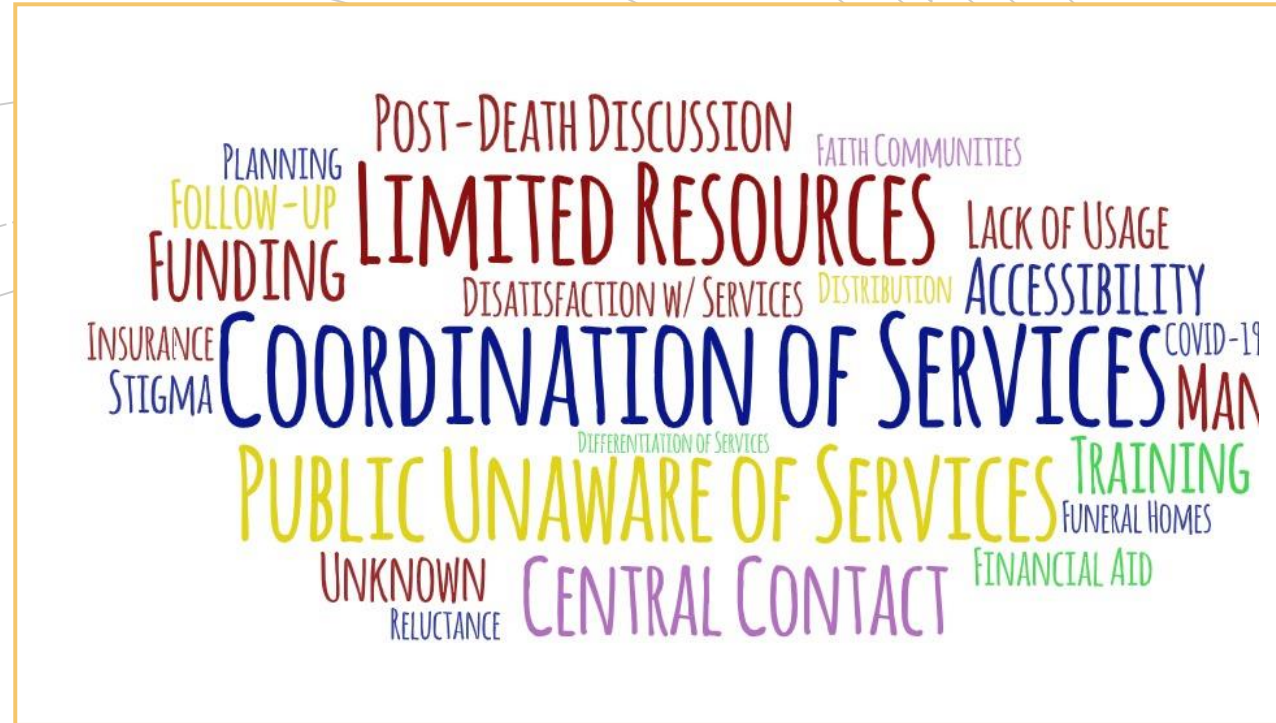 Post-Death Discussion
Faith Communities
Planning
Limited Resources
Follow-up
Lack of Usage
Funding
Disatisfaction w/ Services
Distribution
Accessibility
Insurance
Coordination of Services
COVID-19
Stigma
Differentiation of Services
Public Unaware of Services
Training
Funeral Homes
Unknown
Central Contact
Financial Aid
Reluctance